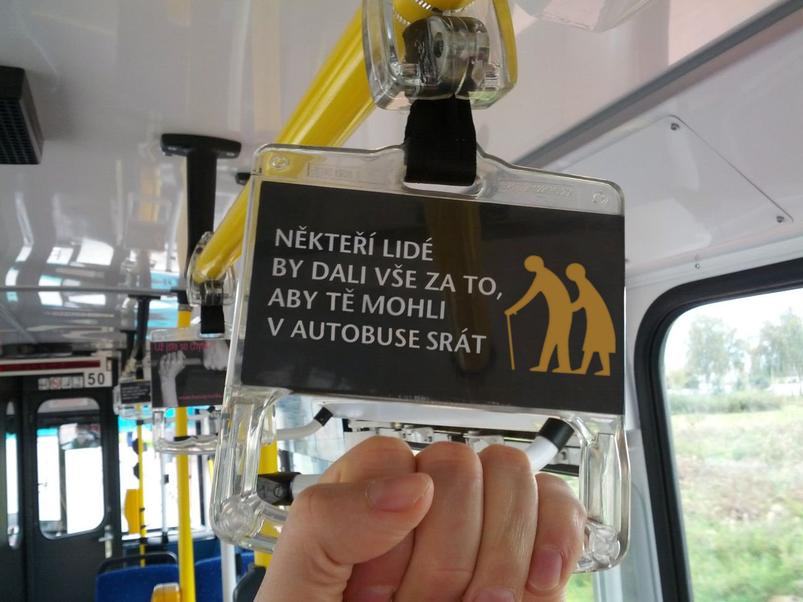 NĚKTEŘÍ LIDÉ
BY DALI VŠE ZA TO,
ABY TĚ MOHLI
V AUTOBUSE SRÁT
50